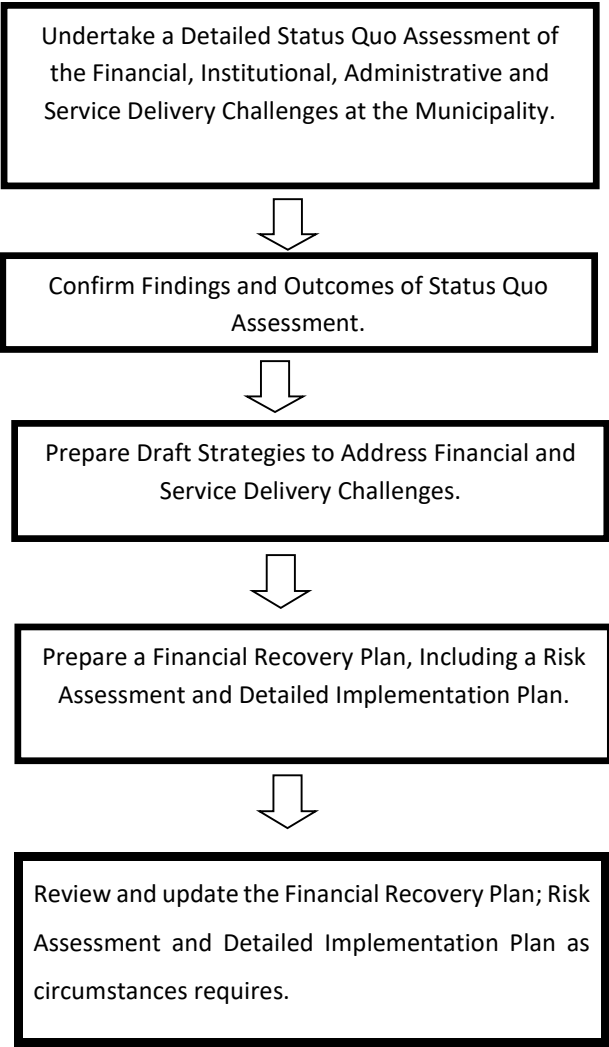 Undertake a Detailed Status Quo Assessment of
the Financial, Institutional, Administrative and
Service Delivery Challenges at the Municipality.
Confirm Findings and Outcomes of Status Quo
Assessment.
Prepare Draft Strategies to Address Financial and
Service Delivery Challenges.
Prepare a Financial Recovery Plan, Including a Risk
Assessment and Detailed Implementation Plan.
Review and update the Financial Recovery Plan; Risk
Assessment and Detailed Implementation Plan as
circumstances requires.